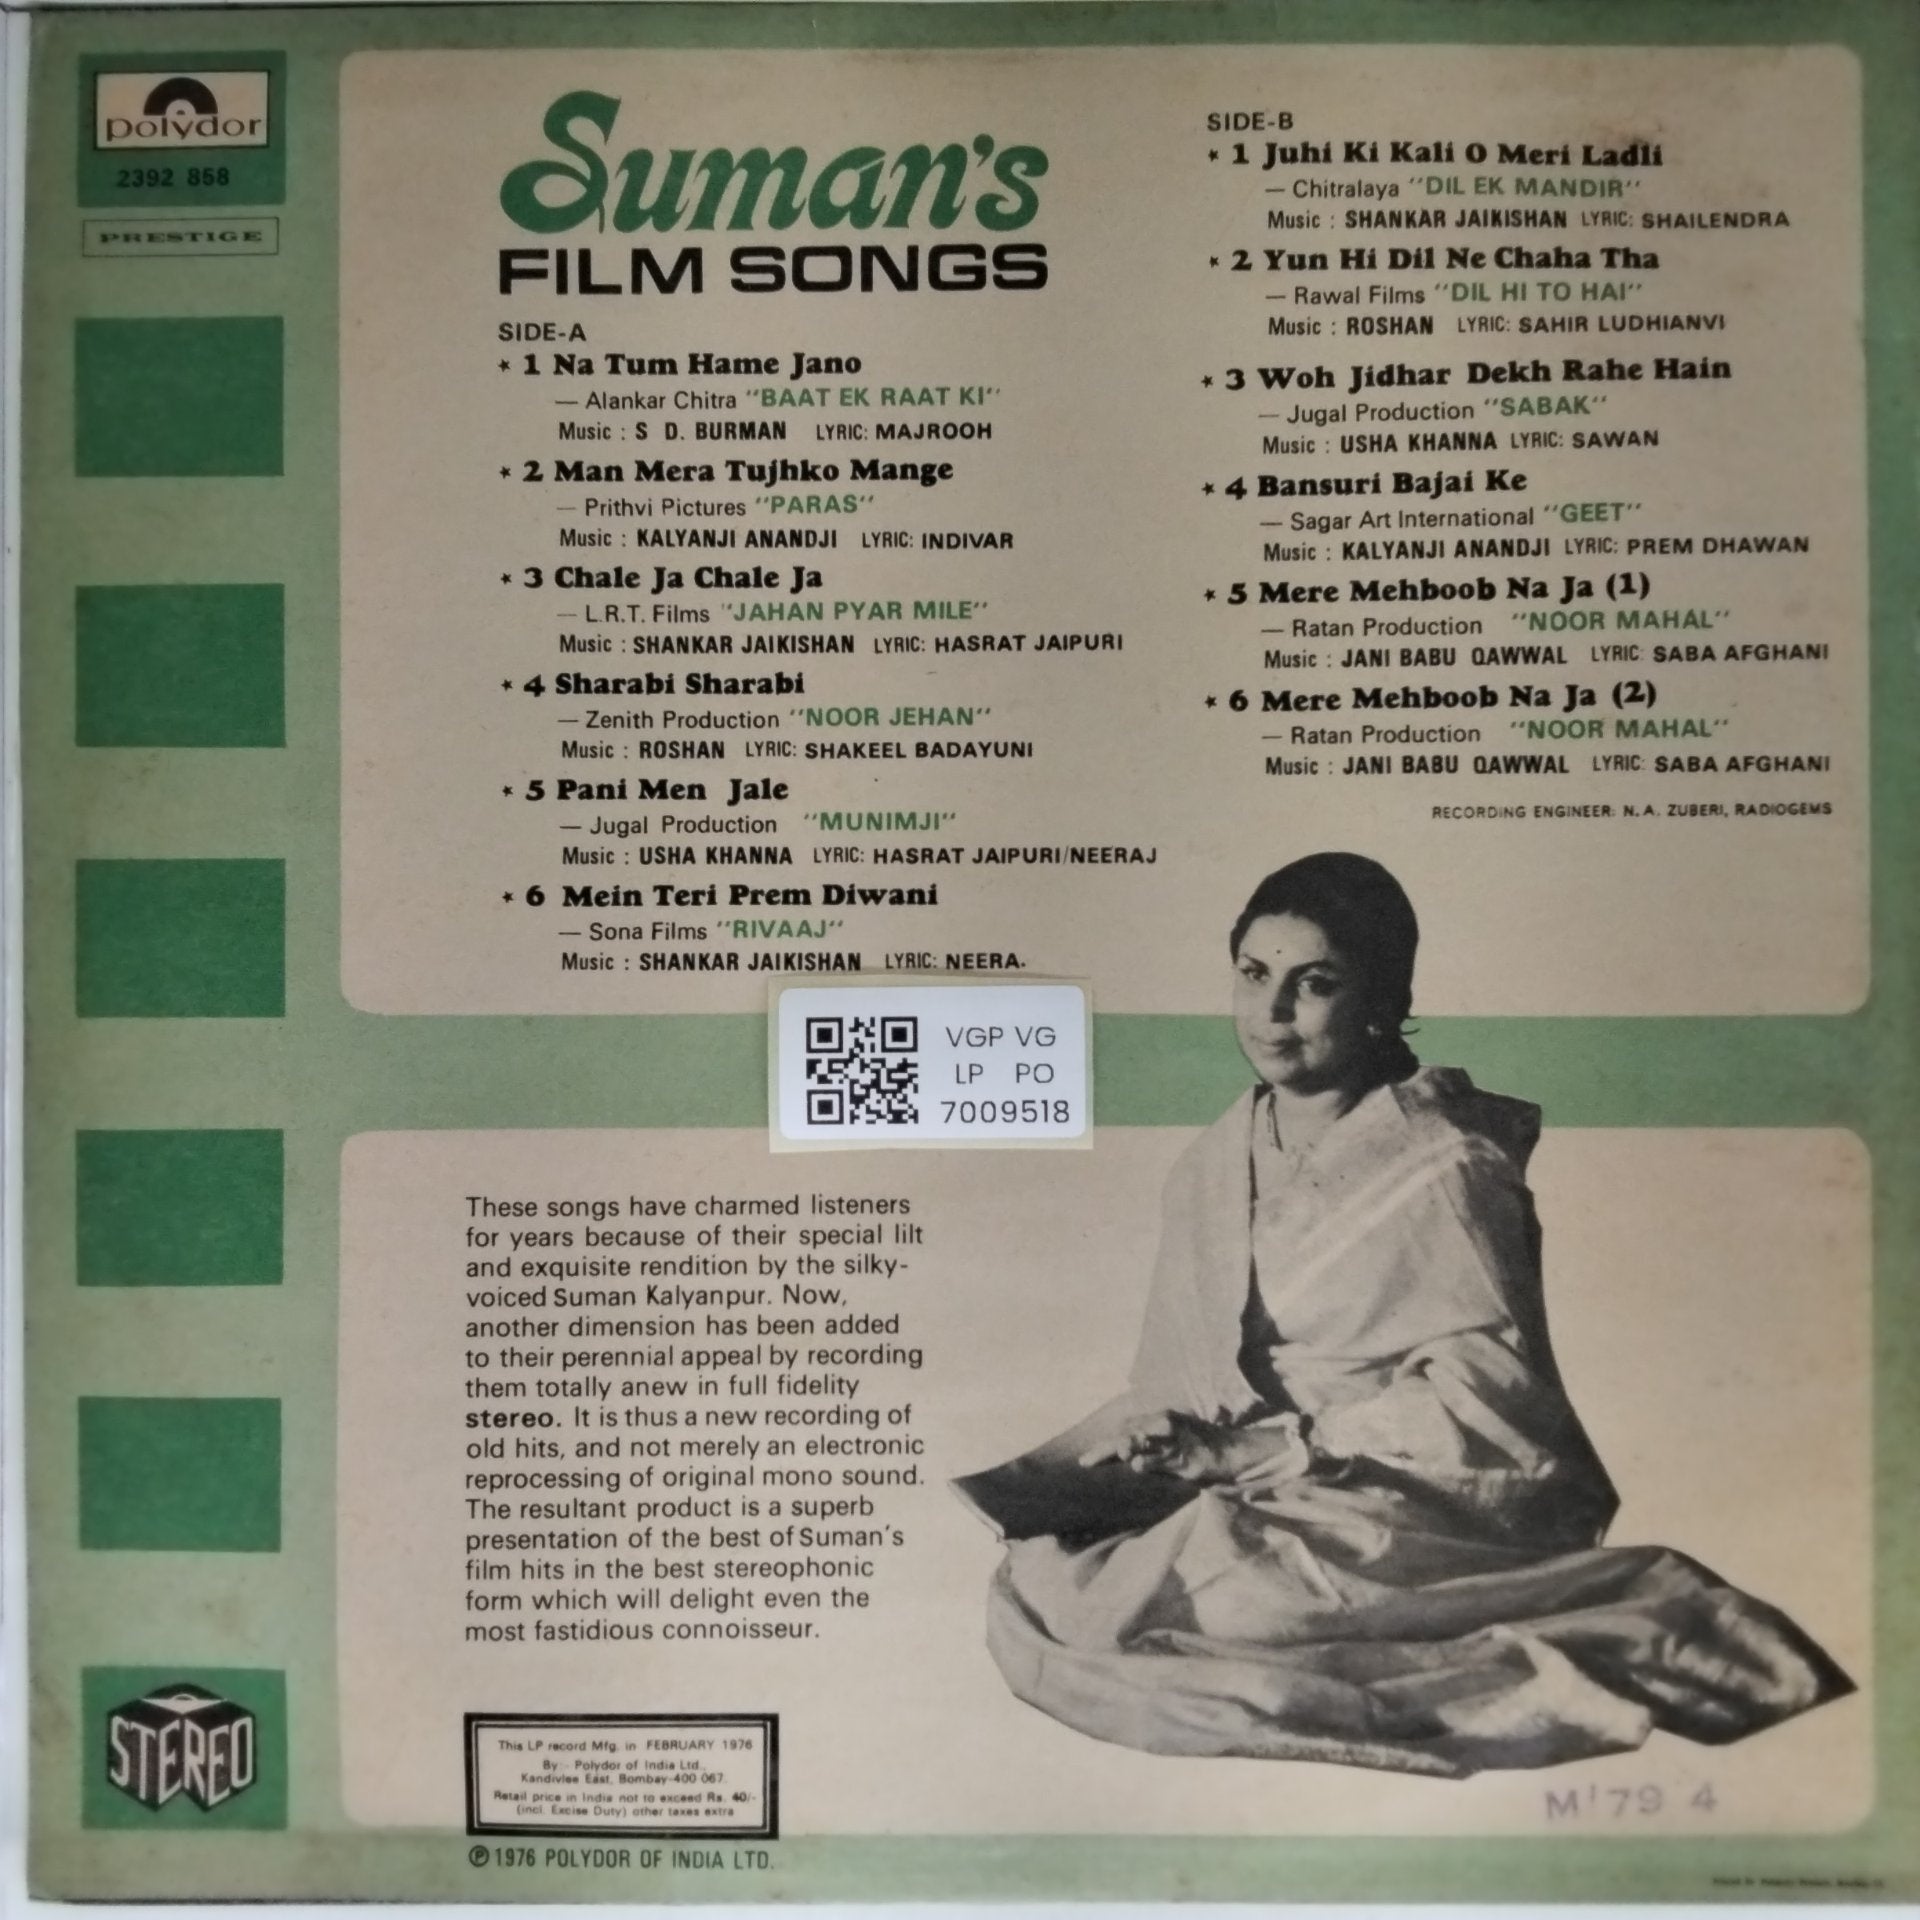 polydor
2392 858
PRESTIGE
Suman's
FILM SONGS
SIDE-A
* 1 Na Tum Hame Jano
— Alankar Chitra "BAAT EK RAAT KI"
Music : S D. BURMAN LYRIC: MAJROOH
* 2 Man Mera Tujhko Mange
— Prithvi Pictures "PARAS"
Music : KALYANJI ANANDJI LYRIC: INDIVAR
* 3 Chale Ja Chale Ja
— L.R.T. Films "JAHAN PYAR MILE"
Music : SHANKAR JAIKISHAN LYRIC: HASRAT JAIPURI
* 4 Sharabi Sharabi
— Zenith Production "NOOR JEHAN"
Music : ROSHAN LYRIC: SHAKEEL BADAYUNI
* 5 Pani Men Jale
— Jugal Production "MUNIMJI"
Music : USHA KHANNA LYRIC: HASRAT JAIPURI/NEERAJ
* 6 Mein Teri Prem Diwani
— Sona Films "RIVAAJ"
Music : SHANKAR JAIKISHAN LYRIC: NEERA.
SIDE-B
* 1 Juhi Ki Kali O Meri Ladli
— Chitralaya "DIL EK MANDIR"
Music : SHANKAR JAIKISHAN LYRIC: SHAILENDRA
* 2 Yun Hi Dil Ne Chaha Tha
— Rawal Films "DIL HI TO HAI"
Music : ROSHAN LYRIC: SAHIR LUDHIANVI
* 3 Woh Jidhar Dekh Rahe Hain
— Jugal Production "SABAK"
Music : USHA KHANNA LYRIC: SAWAN
* 4 Bansuri Bajai Ke
— Sagar Art International "GEET"
Music : KALYANJI ANANDJI LYRIC: PREM DHAWAN
* 5 Mere Mehboob Na Ja (1)
— Ratan Production "NOOR MAHAL"
Music : JANI BABU QAWWAL LYRIC: SABA AFGHANI
* 6 Mere Mehboob Na Ja (2)
— Ratan Production "NOOR MAHAL"
Music : JANI BABU QAWWAL LYRIC: SABA AFGHANI
RECORDING ENGINEER: N. A. ZUBERI, RADIOGEMS
VGP VG
LP PO
7009518
These songs have charmed listeners
for years because of their special lilt
and exquisite rendition by the silky-
voiced Suman Kalyanpur. Now,
another dimension has been added
to their perennial appeal by recording
them totally anew in full fidelity
stereo. It is thus a new recording of
old hits, and not merely an electronic
reprocessing of original mono sound.
The resultant product is a superb
presentation of the best of Suman's
film hits in the best stereophonic
form which will delight even the
most fastidious connoisseur.
STEREO
This LP record Mfg. in FEBRUARY 1976
By:- Polydor of India Ltd.,
Kandivlee East, Bombay-400 067.
Retail price in India not to exceed Rs. 40/-
(incl. Excise Duty) other taxes extra
℗ 1976 POLYDOR OF INDIA LTD.
M'79 4